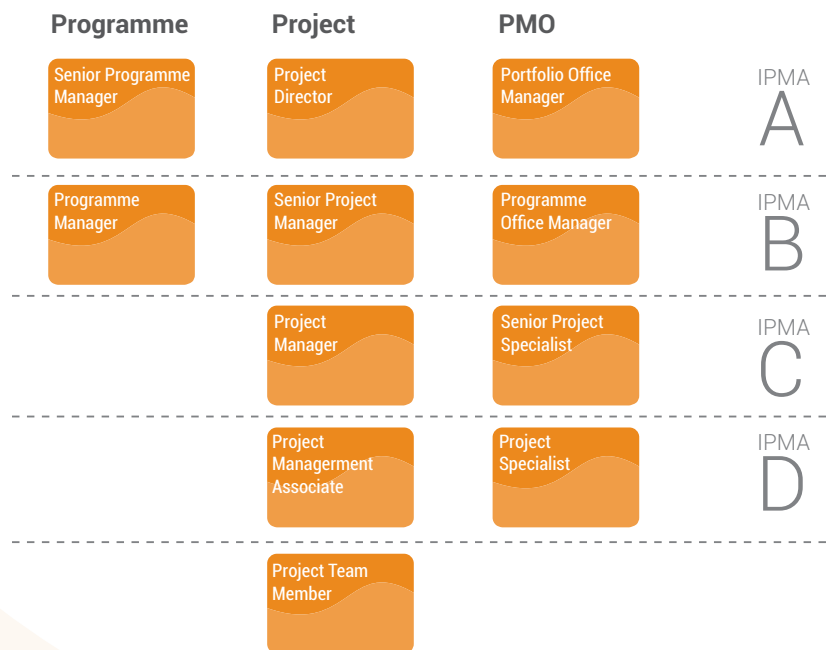 Programme
Project
PMO
Senior Programme
Manager
Project
Director
Portfolio Office
Manager
IPMA
A
Programme
Manager
Senior Project
Manager
Programme
Office Manager
IPMA
B
Project
Manager
Senior Project
Specialist
IPMA
C
Project
Managerment
Associate
Project
Specialist
IPMA
D
Project Team
Member